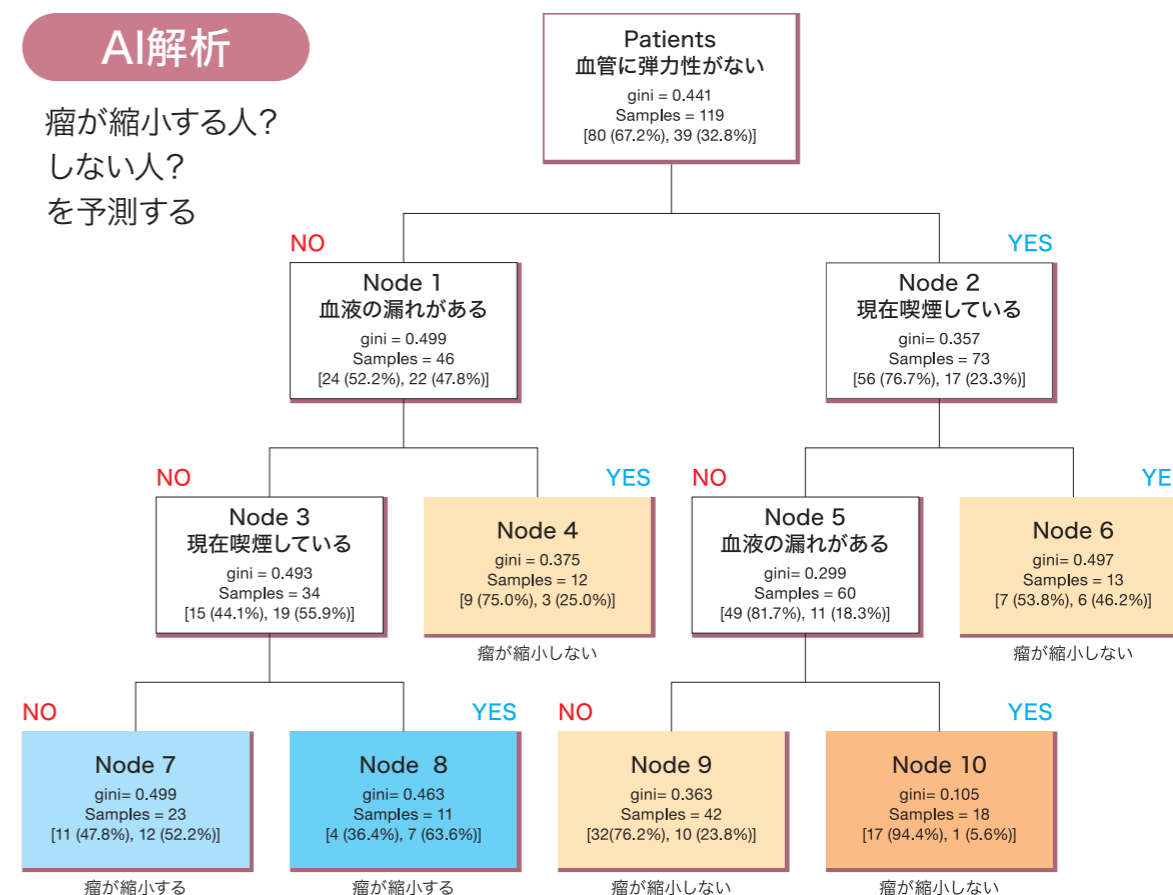 AI解析
瘤が縮小する人?
しない人?
を予測する
Patients
血管に弾力性がない
gini = 0.441
Samples = 119
[80 (67.2%), 39 (32.8%)]
NO
YES
Node 1
血液の漏れがある
gini = 0.499
Samples = 46
[24 (52.2%), 22 (47.8%)]
Node 2
現在喫煙している
gini= 0.357
Samples = 73
[56 (76.7%), 17 (23.3%)]
NO
YES
NO
YE
Node 3
現在喫煙している
gini = 0.493
Samples = 34
[15 (44.1%), 19 (55.9%)]
Node 4
gini = 0.375
Samples = 12
[9 (75.0%), 3 (25.0%)]
瘤が縮小しない
Node 5
血液の漏れがある
gini= 0.299
Samples = 60
[49 (81.7%), 11 (18.3%)]
Node 6
gini = 0.497
Samples = 13
[7 (53.8%), 6 (46.2%)]
瘤が縮小しない
NO
YES
NO
YES
Node 7
gini= 0.499
Samples = 23
[11 (47.8%), 12 (52.2%)]
瘤が縮小する
Node 8
gini= 0.463
Samples = 11
[4 (36.4%), 7 (63.6%)]
瘤が縮小する
Node 9
gini= 0.363
Samples = 42
[32(76.2%), 10 (23.8%)]
瘤が縮小しない
Node 10
gini= 0.105
Samples = 18
[17 (94.4%), 1 (5.6%)]
瘤が縮小しない